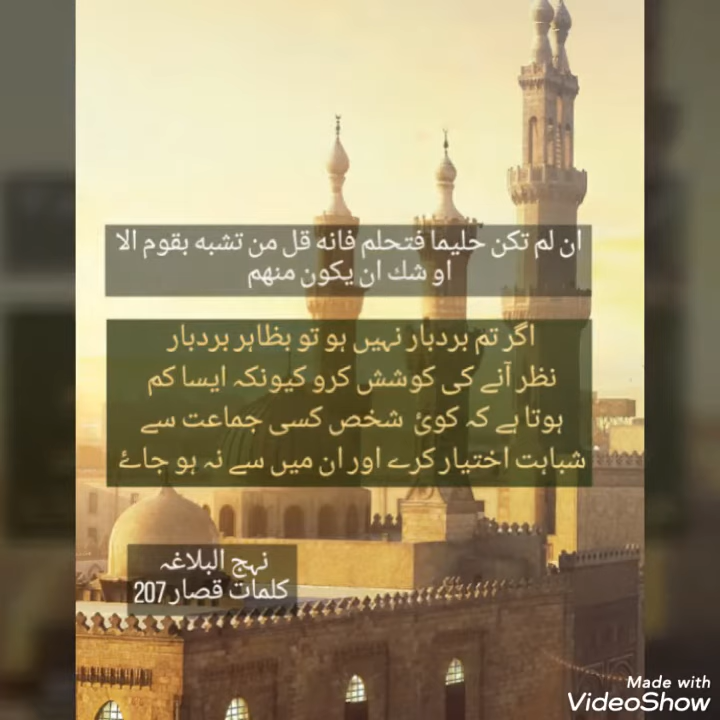 ان لم تكن حليما فتحلم فانه قل من تشبه بقوم الا
او شك ان يكون منهم
اگر تم بردبار نہیں ہو تو بظاہر بردبار
نظر آنے کی کوشش کرو کیونکہ ایسا کم
ہوتا ہے کہ کوئ شخص کسی جماعت سے
شباہت اختیار کرے اور ان میں سے نہ ہو جاۓ
نہج البلاغہ
کلمات قصار 207
Made with
VideoShow